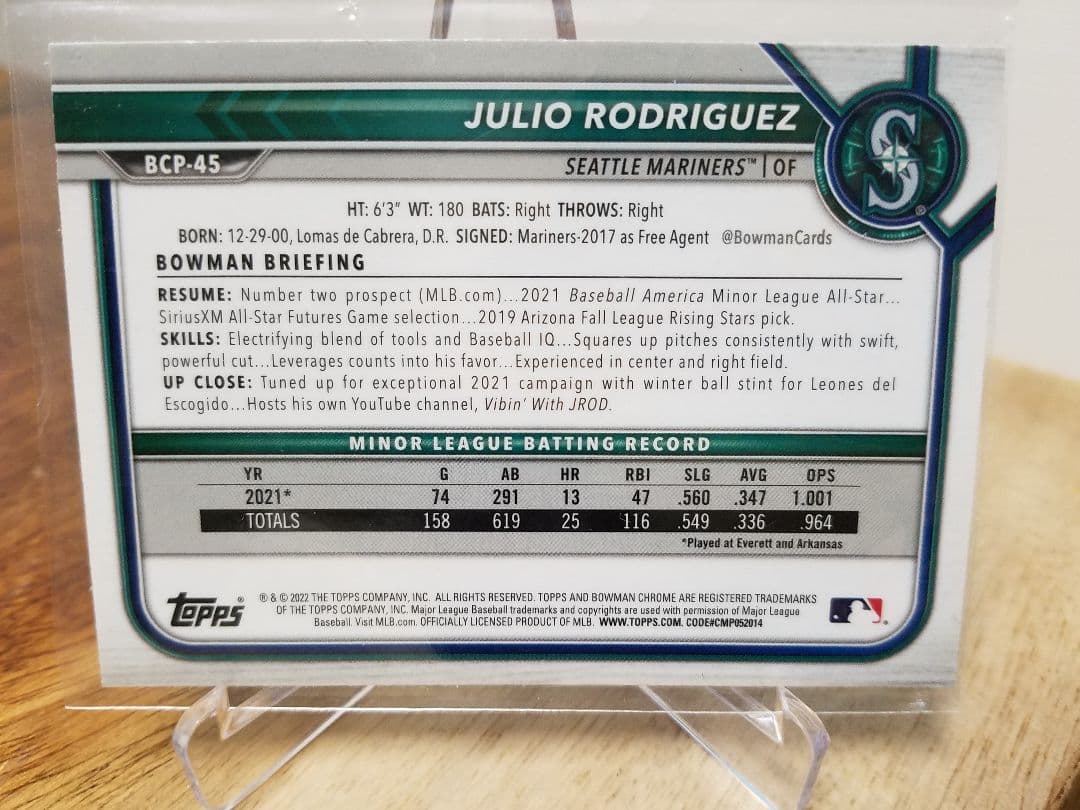 JULIO RODRIGUEZ
BCP-45
SEATTLE MARINERS™ | OF
S
®
HT: 6'3" WT: 180 BATS: Right THROWS: Right
BORN: 12-29-00, Lomas de Cabrera, D.R. SIGNED: Mariners-2017 as Free Agent @BowmanCards
BOWMAN BRIEFING
RESUME: Number two prospect (MLB.com)...2021 Baseball America Minor League All-Star...
SiriusXM All-Star Futures Game selection...2019 Arizona Fall League Rising Stars pick.
SKILLS: Electrifying blend of tools and Baseball IQ...Squares up pitches consistently with swift,
powerful cut...Leverages counts into his favor...Experienced in center and right field.
UP CLOSE: Tuned up for exceptional 2021 campaign with winter ball stint for Leones del
Escogido...Hosts his own YouTube channel, Vibin' With JROD.
MINOR LEAGUE BATTING RECORD
YR G AB HR RBI SLG AVG OPS
2021* 74 291 13 47 .560 .347 1.001
TOTALS 158 619 25 116 .549 .336 .964
*Played at Everett and Arkansas
Topps®
® & © 2022 THE TOPPS COMPANY, INC. ALL RIGHTS RESERVED. TOPPS AND BOWMAN CHROME ARE REGISTERED TRADEMARKS
OF THE TOPPS COMPANY, INC. Major League Baseball trademarks and copyrights are used with permission of Major League
Baseball. Visit MLB.com. OFFICIALLY LICENSED PRODUCT OF MLB. WWW.TOPPS.COM. CODE#CMP052014